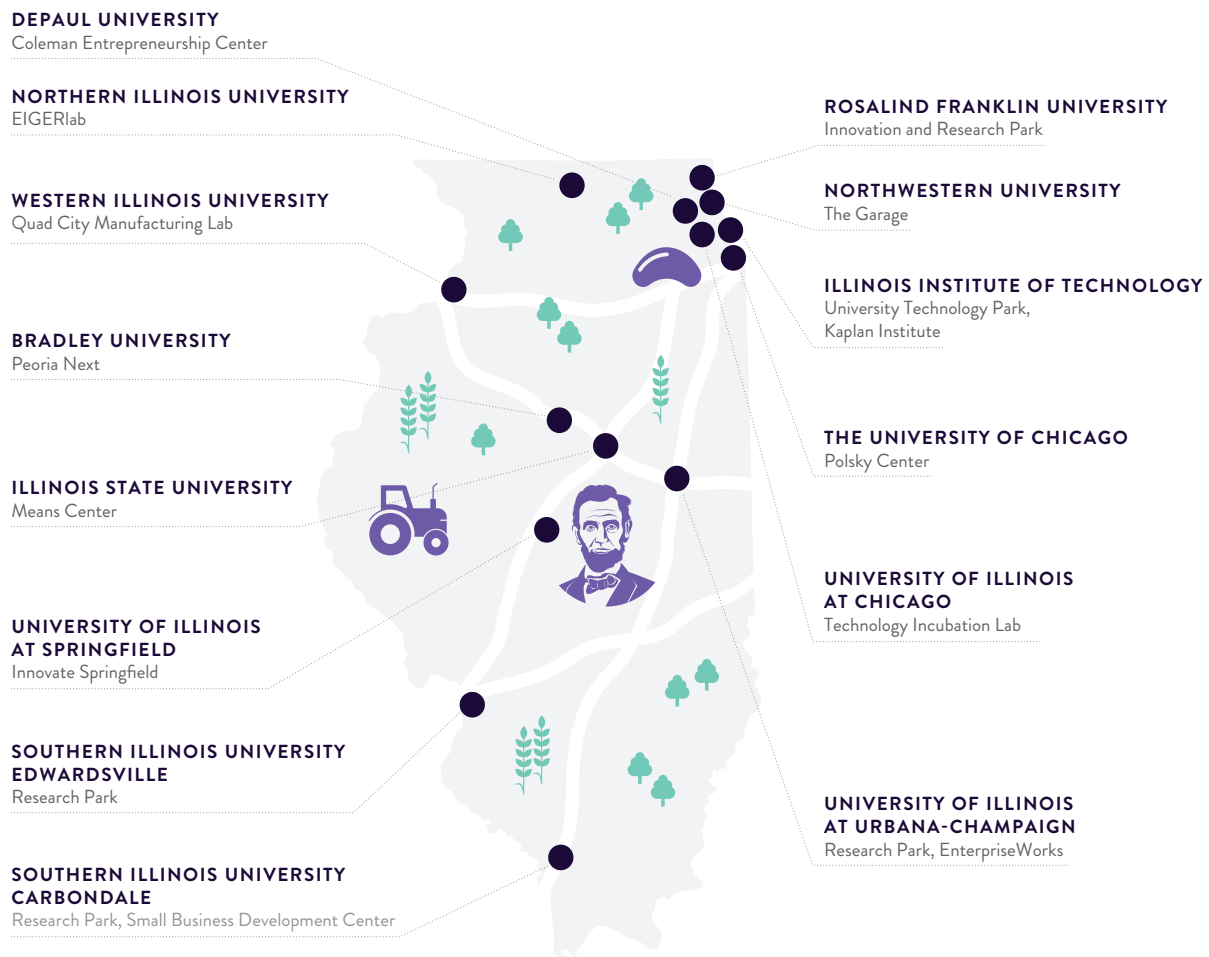 DEPAUL UNIVERSITY
Coleman Entrepreneurship Center
NORTHERN ILLINOIS UNIVERSITY
EIGERlab
WESTERN ILLINOIS UNIVERSITY
Quad City Manufacturing Lab
BRADLEY UNIVERSITY
Peoria Next
ILLINOIS STATE UNIVERSITY
Means Center
UNIVERSITY OF ILLINOIS
AT SPRINGFIELD
Innovate Springfield
SOUTHERN ILLINOIS UNIVERSITY
EDWARDSVILLE
Research Park
SOUTHERN ILLINOIS UNIVERSITY
CARBONDALE
Research Park, Small Business Development Center
ROSALIND FRANKLIN UNIVERSITY
Innovation and Research Park
NORTHWESTERN UNIVERSITY
The Garage
ILLINOIS INSTITUTE OF TECHNOLOGY
University Technology Park,
Kaplan Institute
THE UNIVERSITY OF CHICAGO
Polsky Center
UNIVERSITY OF ILLINOIS
AT CHICAGO
Technology Incubation Lab
UNIVERSITY OF ILLINOIS
AT URBANA-CHAMPAIGN
Research Park, EnterpriseWorks